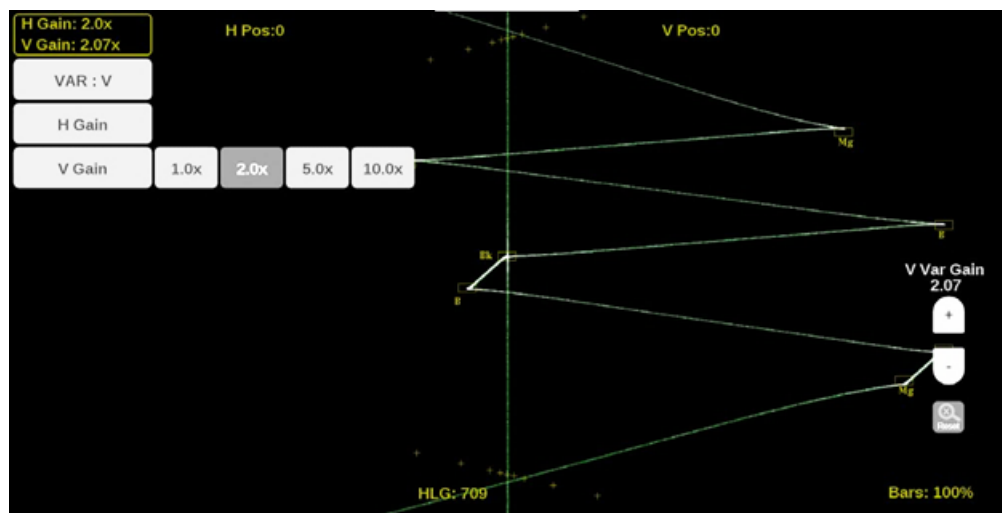 H Gain: 2.0x
V Gain: 2.07x
H Pos:0
V Pos:0
VAR : V
H Gain
V Gain
1.0x
2.0x
5.0x
10.0x
Mg
Bk
B
V Var Gain
2.07
+
-
Mg
Reset
HLG: 709
Bars: 100%